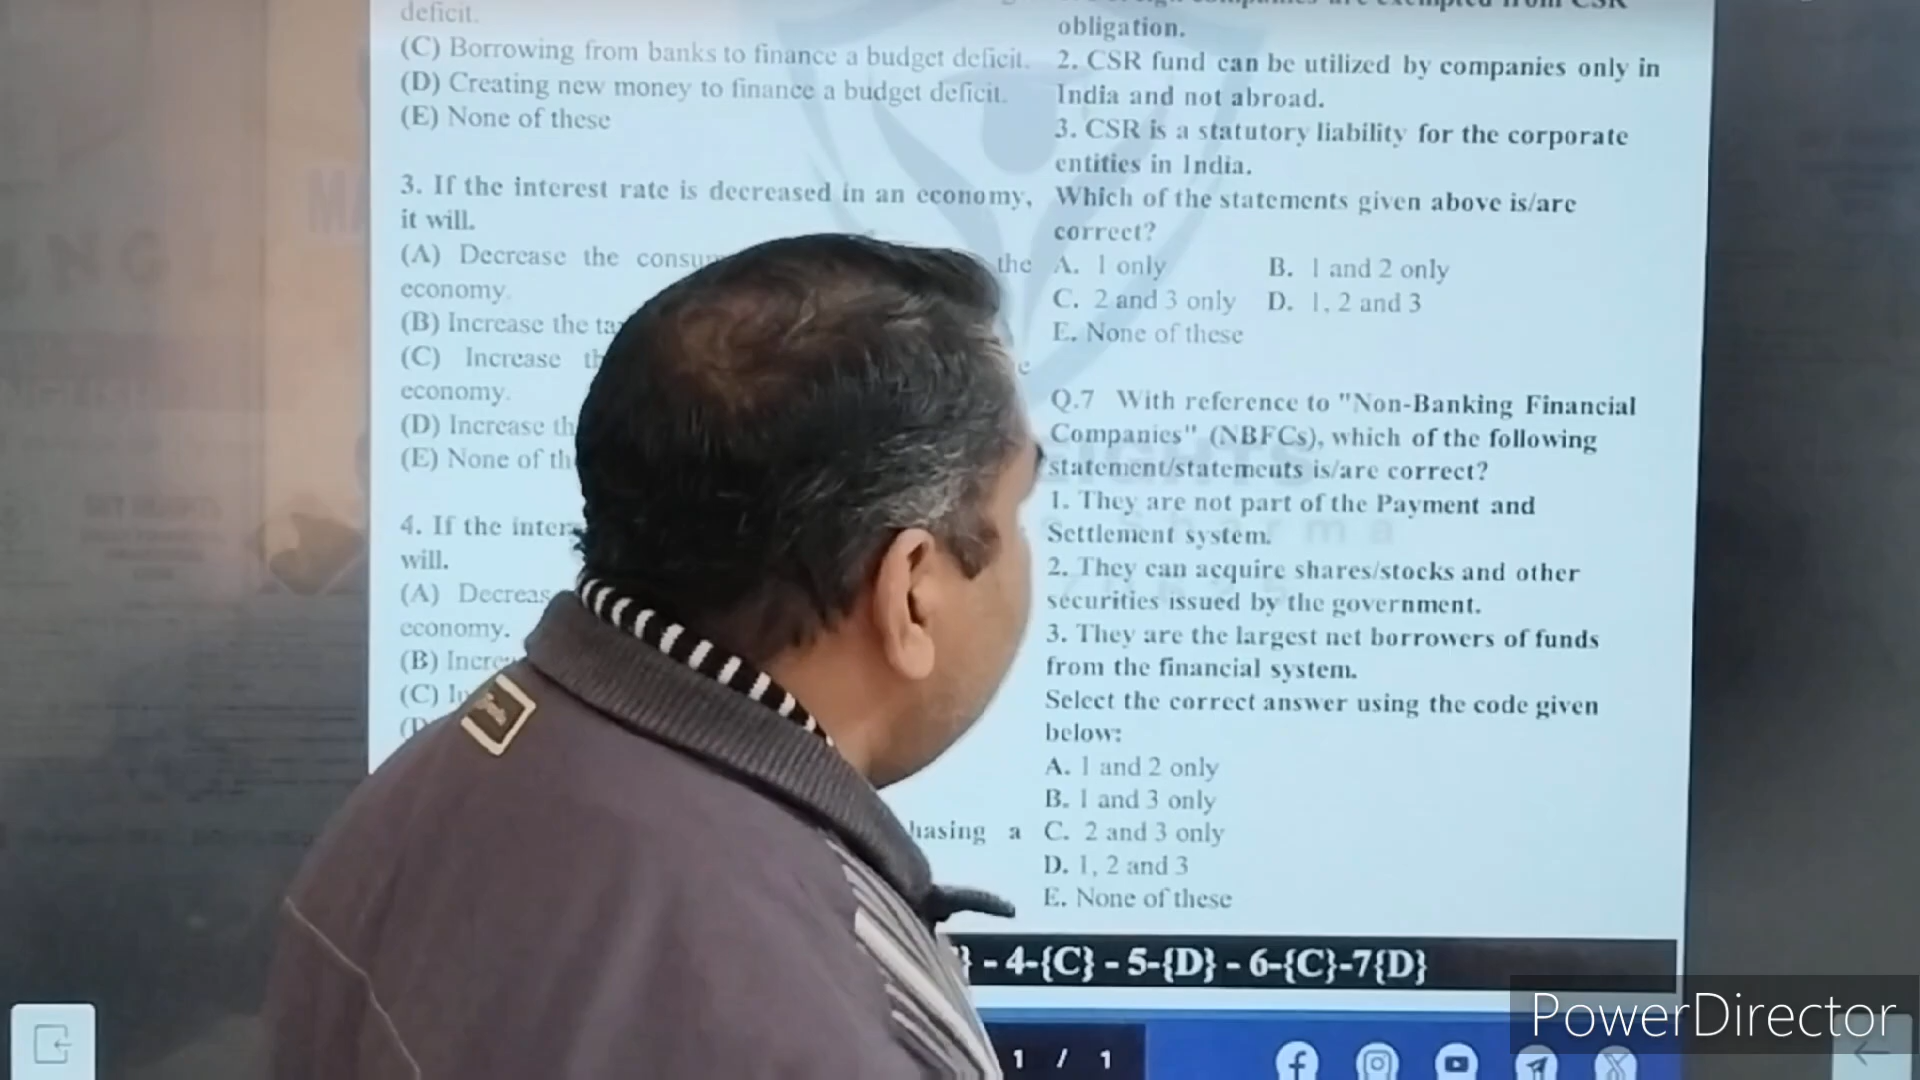 deficit.
(C) Borrowing from banks to finance a budget deficit.
(D) Creating new money to finance a budget deficit.
(E) None of these
3. If the interest rate is decreased in an economy,
it will.
(A) Decrease the the
economy.
(B) Increase the
(C) Increase
economy.
(D) Increase
(E) None of
4. If the
will.
(A)
economy.
(B)
(C)
a
obligation.
2. CSR fund can be utilized by companies only in
India and not abroad.
3. CSR is a statutory liability for the corporate
entities in India.
Which of the statements given above is/are
correct?
A. 1 only B. 1 and 2 only
C. 2 and 3 only D. 1, 2 and 3
E. None of these
Q.7 With reference to "Non-Banking Financial
Companies" (NBFCs), which of the following
statement/statements is/are correct?
1. They are not part of the Payment and
Settlement system.
2. They can acquire shares/stocks and other
securities issued by the government.
3. They are the largest net borrowers of funds
from the financial system.
Select the correct answer using the code given
below:
A. 1 and 2 only
B. 1 and 3 only
C. 2 and 3 only
D. 1, 2 and 3
E. None of these
} - 4-{C} - 5-{D} - 6-{C}-7{D}
1 / 1
PowerDirector